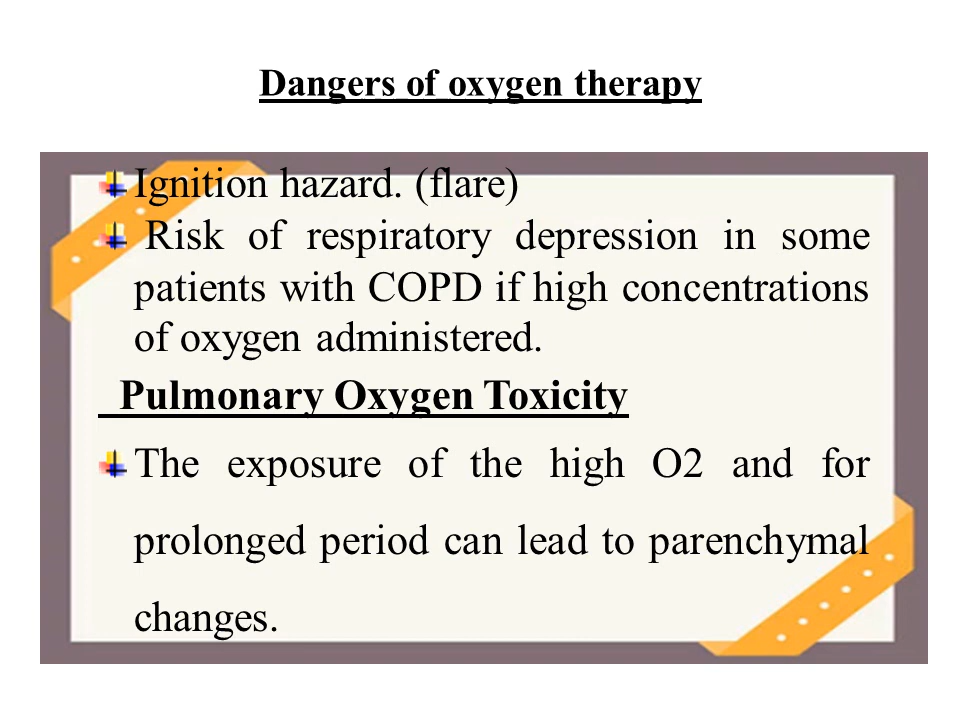 Dangers of oxygen therapy
Ignition hazard. (flare)
Risk of respiratory depression in some
patients with COPD if high concentrations
of oxygen administered.
Pulmonary Oxygen Toxicity
The exposure of the high O2 and for
prolonged period can lead to parenchymal
changes.